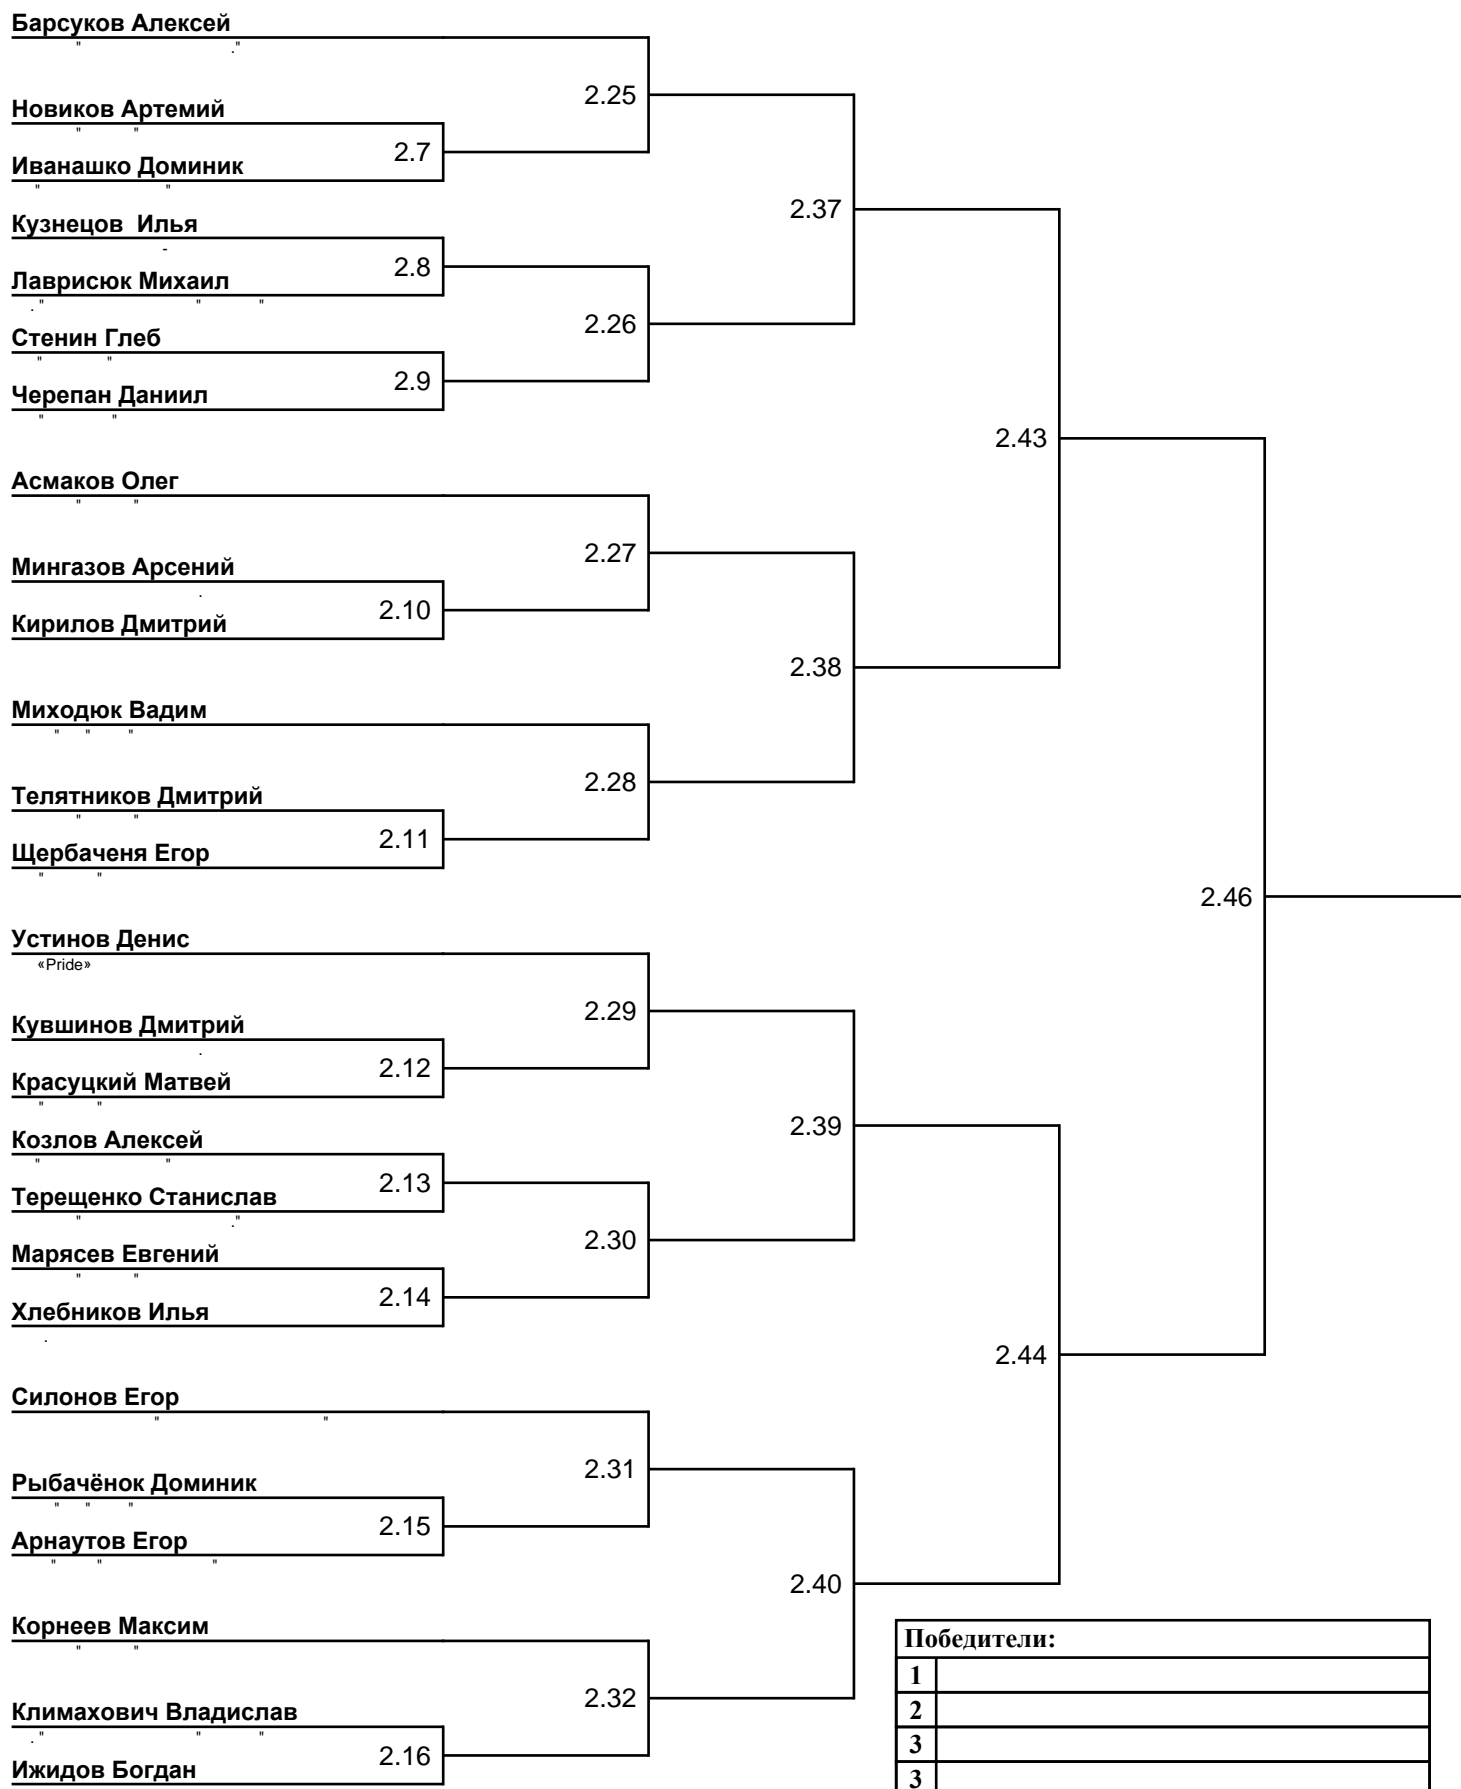 Барсуков Алексей
" ."
2.25
Новиков Артемий
" "
2.7
Иванашко Доминик
" "
2.37
Кузнецов Илья
-
2.8
Лаврисюк Михаил
." " "
2.26
Стенин Глеб
" "
2.9
Черепан Даниил
" "
2.43
Асмаков Олег
" "
2.27
Мингазов Арсений
.
2.10
Кирилов Дмитрий
2.38
Миходюк Вадим
" " "
2.28
Телятников Дмитрий
" "
2.11
Щербаченя Егор
" "
2.46
Устинов Денис
«Pride»
2.29
Кувшинов Дмитрий
.
2.12
Красуцкий Матвей
" "
2.39
Козлов Алексей
" "
2.13
Терещенко Станислав
" ."
2.30
Марясев Евгений
" "
2.14
Хлебников Илья
.
2.44
Силонов Егор
" "
2.31
Рыбачёнок Доминик
" " "
2.15
Арнаутов Егор
" " "
2.40
Корнеев Максим
" "
2.32
Климахович Владислав
." " "
2.16
Ижидов Богдан
Победители:
1
2
3
3